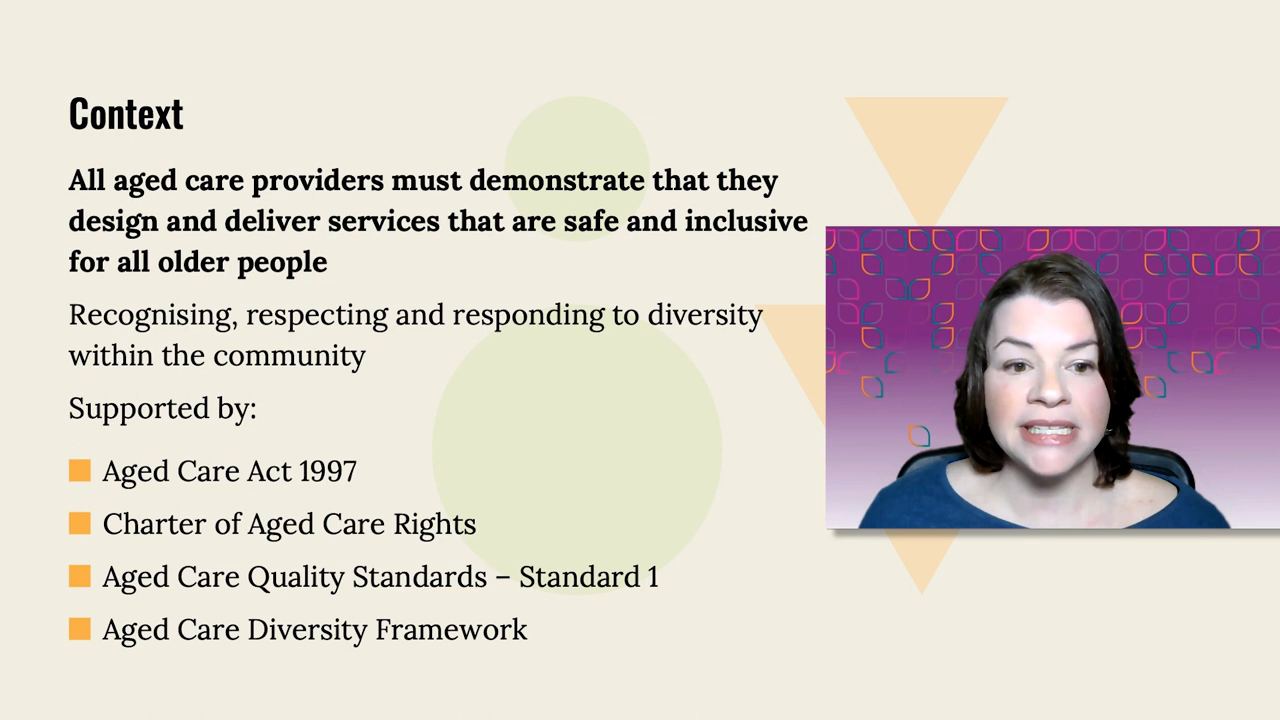 Context
All aged care providers must demonstrate that they
design and deliver services that are safe and inclusive
for all older people
Recognising, respecting and responding to diversity
within the community
Supported by:
Aged Care Act 1997
Charter of Aged Care Rights
Aged Care Quality Standards – Standard 1
Aged Care Diversity Framework